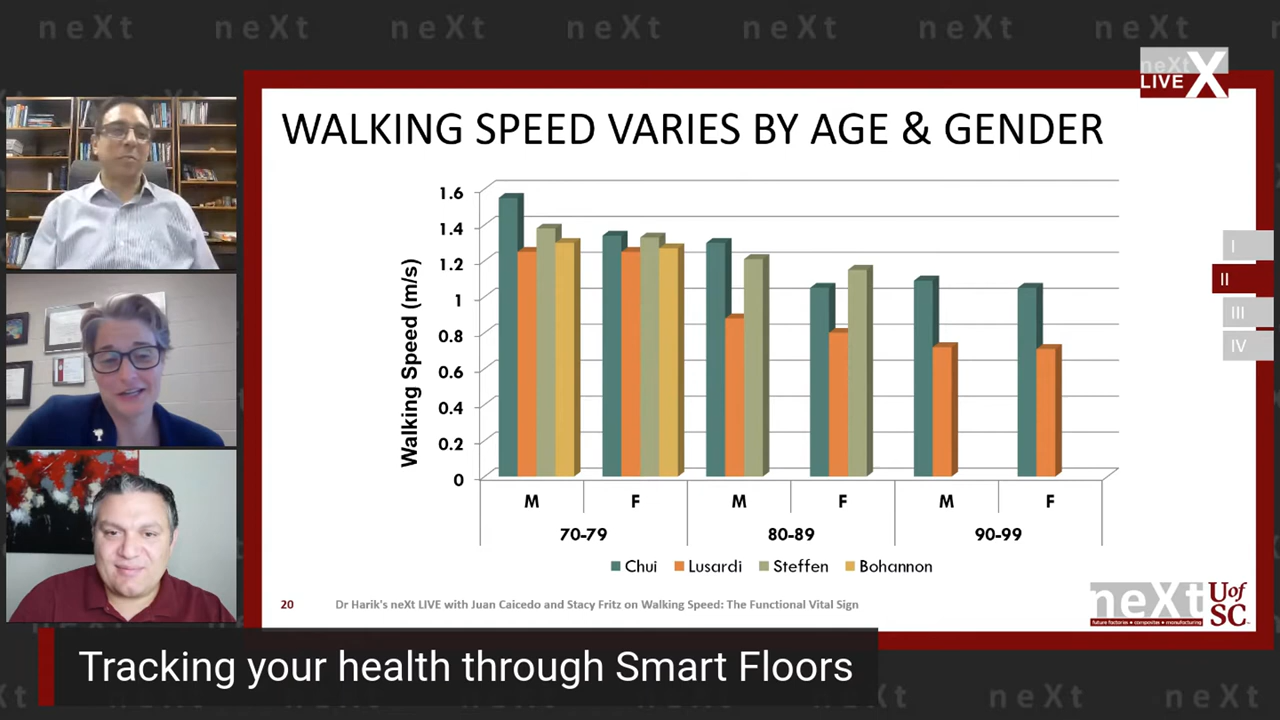 neXt neXt neXt neXt neXt neXt neXt
neXt
LIVE X
WALKING SPEED VARIES BY AGE & GENDER
Walking Speed (m/s)
1.6
1.4
1.2
1
0.8
0.6
0.4
0.2
0
M F M F M F
70-79 80-89 90-99
Chui Lusardi Steffen Bohannon
I
II
III
IV
20 Dr Harik's neXt LIVE with Juan Caicedo and Stacy Fritz on Walking Speed: The Functional Vital Sign
neXt
future factories • composites • manufacturing
UofSC
Tracking your health through Smart Floors
neXt neXt